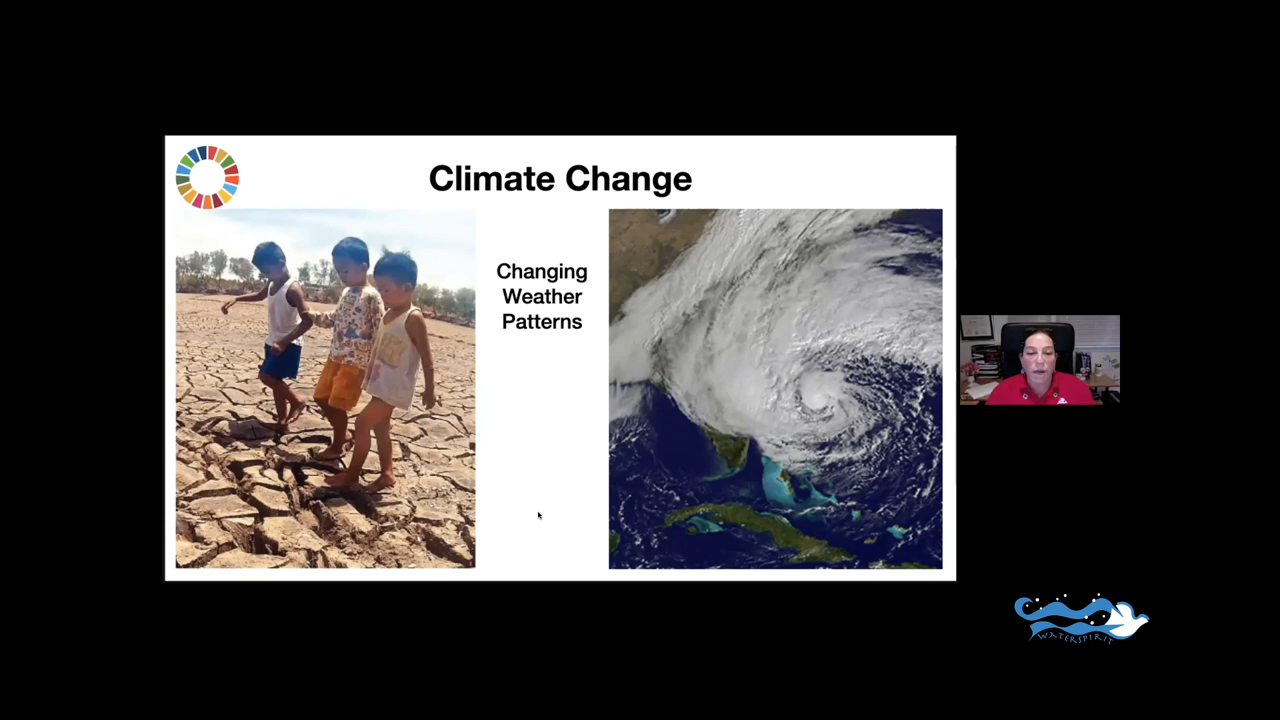 Climate Change
Changing
Weather
Patterns
WATERSPIRIT